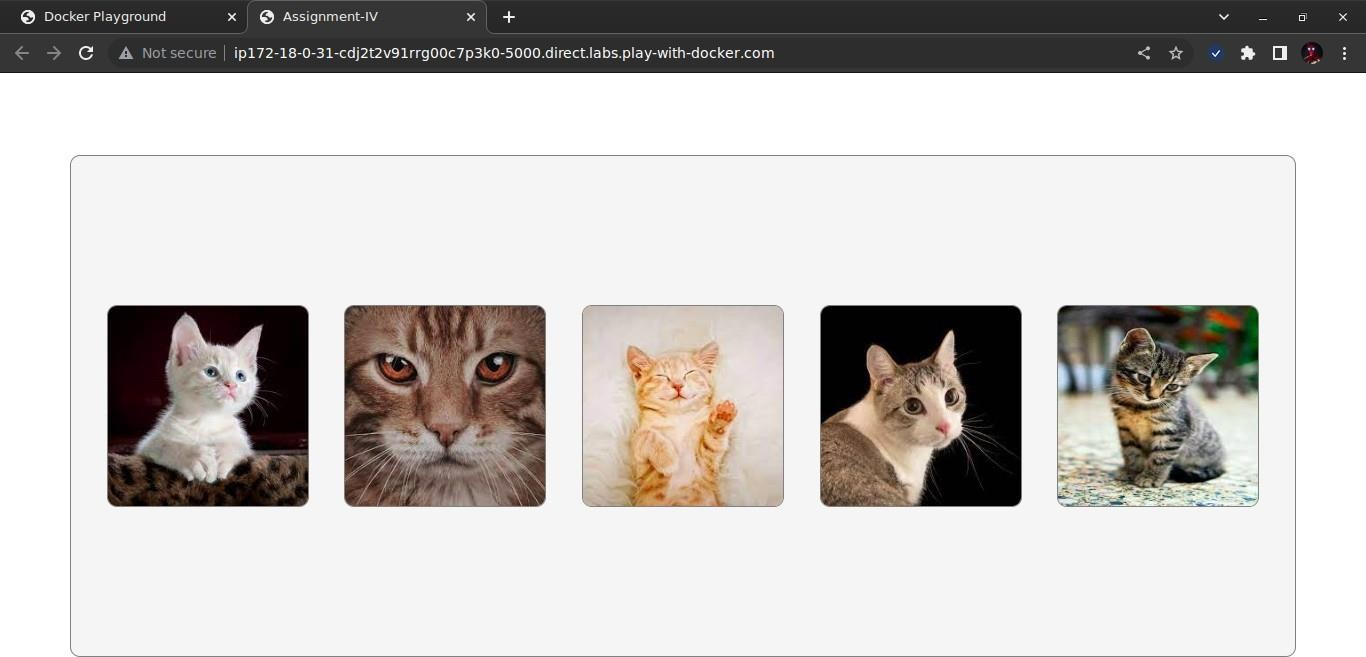 Docker Playground
Assignment-IV
Not secure
ip172-18-0-31-cdj2t2v91rrg00c7p3k0-5000.direct.labs.play-with-docker.com